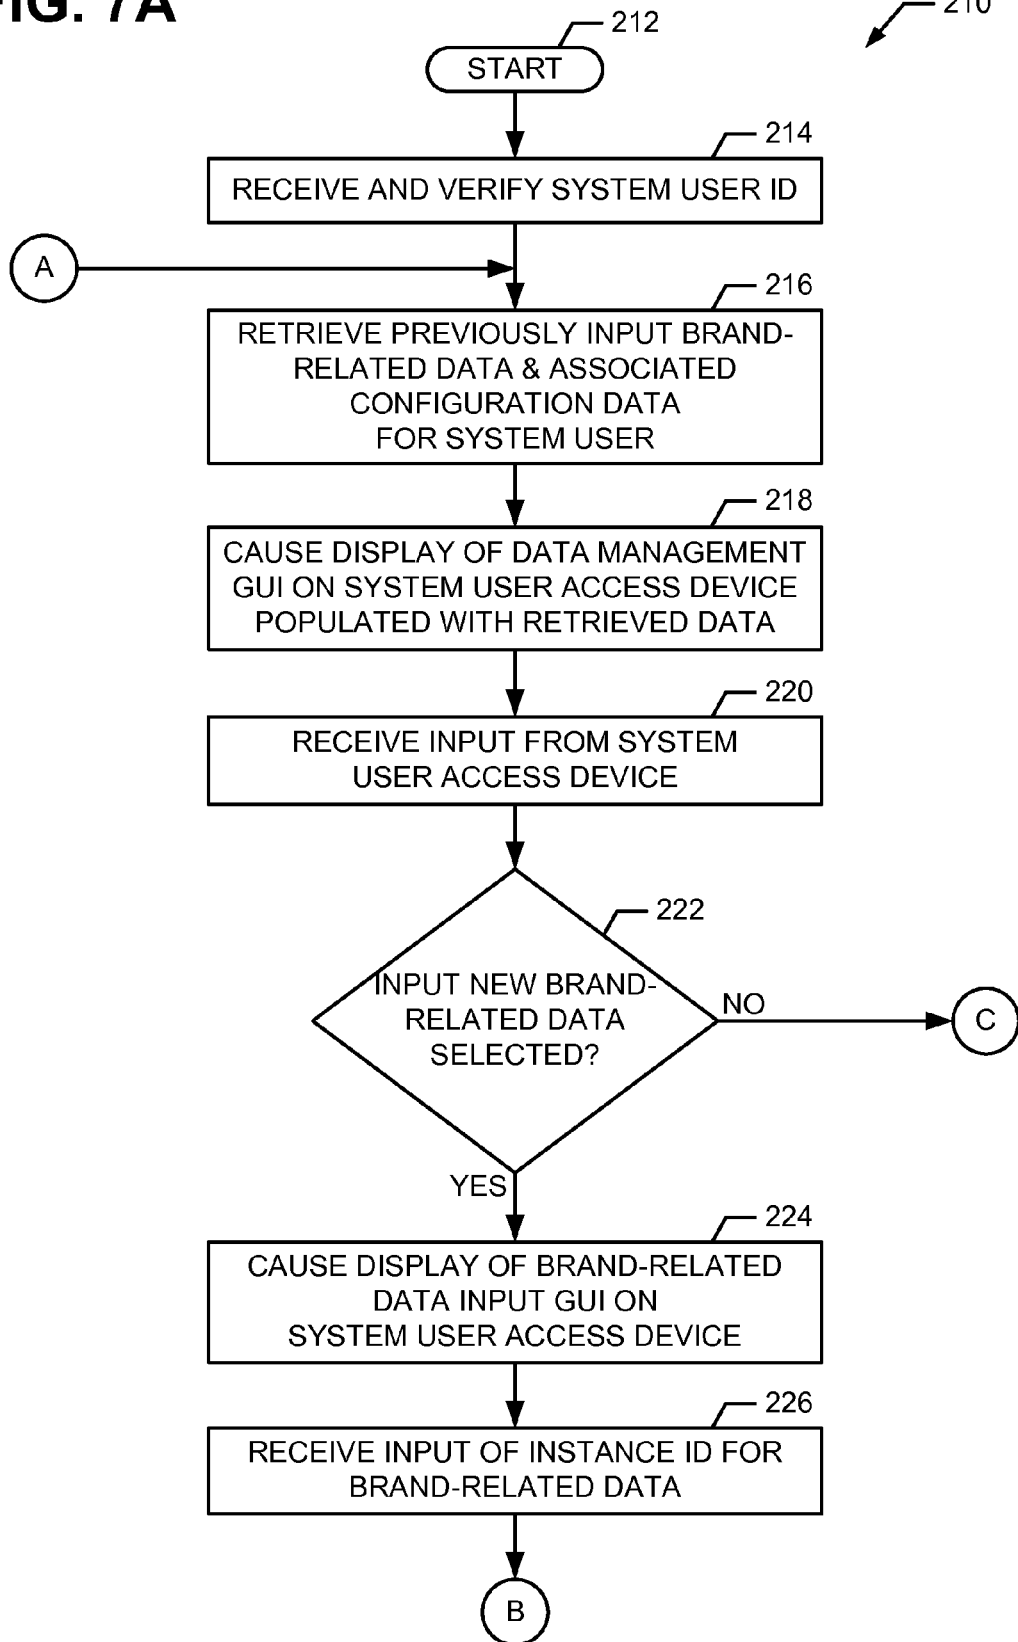 FIG. 7A
210
212
START
214
RECEIVE AND VERIFY SYSTEM USER ID
A
216
RETRIEVE PREVIOUSLY INPUT BRAND-
RELATED DATA & ASSOCIATED
CONFIGURATION DATA
FOR SYSTEM USER
218
CAUSE DISPLAY OF DATA MANAGEMENT
GUI ON SYSTEM USER ACCESS DEVICE
POPULATED WITH RETRIEVED DATA
220
RECEIVE INPUT FROM SYSTEM
USER ACCESS DEVICE
222
INPUT NEW BRAND-
RELATED DATA
SELECTED?
NO
C
YES
224
CAUSE DISPLAY OF BRAND-RELATED
DATA INPUT GUI ON
SYSTEM USER ACCESS DEVICE
226
RECEIVE INPUT OF INSTANCE ID FOR
BRAND-RELATED DATA
B